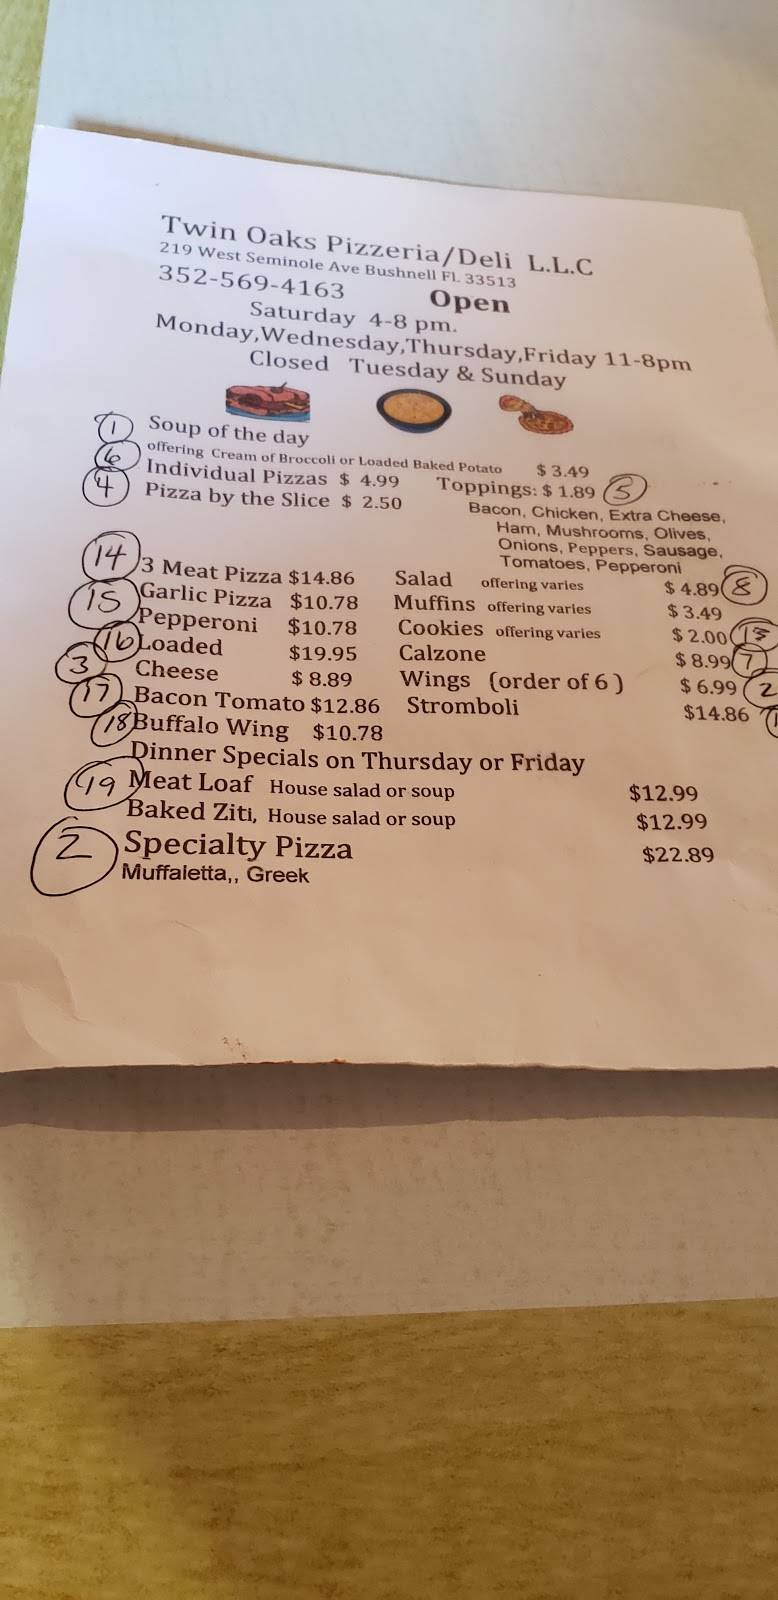 Twin Oaks Pizzeria/Deli L.L.C
219 West Seminole Ave Bushnell FL 33513
352-569-4163 Open
Saturday 4-8 pm.
Monday,Wednesday,Thursday,Friday 11-8pm
Closed Tuesday & Sunday
1 Soup of the day
6 offering Cream of Broccoli or Loaded Baked Potato $ 3.49
Individual Pizzas $ 4.99 Toppings: $ 1.89 5
4 Pizza by the Slice $ 2.50 Bacon, Chicken, Extra Cheese,
Ham, Mushrooms, Olives,
Onions, Peppers, Sausage,
Tomatoes, Pepperoni
14 3 Meat Pizza $14.86 Salad offering varies $ 4.89 8
15 Garlic Pizza $10.78 Muffins offering varies $ 3.49
Pepperoni $10.78 Cookies offering varies $ 2.00
16 Loaded $19.95 Calzone $ 8.99 7
3 Cheese $ 8.89 Wings (order of 6 ) $ 6.99 2
17 Bacon Tomato $12.86 Stromboli $14.86
18 Buffalo Wing $10.78
Dinner Specials on Thursday or Friday
19 Meat Loaf House salad or soup $12.99
Baked Ziti, House salad or soup $12.99
2 Specialty Pizza $22.89
Muffaletta,, Greek